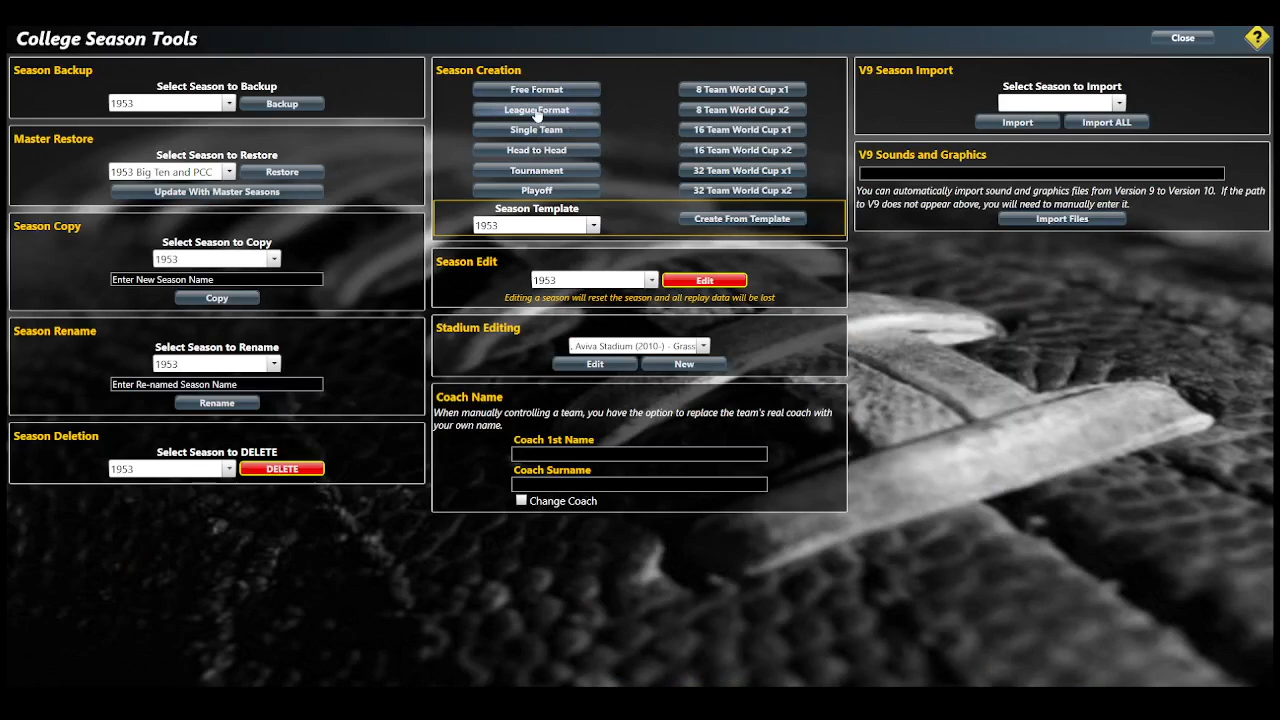 College Season Tools
Close
?
Season Backup
Select Season to Backup
1953
Backup
Master Restore
Select Season to Restore
1953 Big Ten and PCC
Restore
Update With Master Seasons
Season Copy
Select Season to Copy
1953
Enter New Season Name
Copy
Season Rename
Select Season to Rename
1953
Enter Re-named Season Name
Rename
Season Deletion
Select Season to DELETE
1953
DELETE
Season Creation
Free Format
8 Team World Cup x1
League Format
8 Team World Cup x2
Single Team
16 Team World Cup x1
Head to Head
16 Team World Cup x2
Tournament
32 Team World Cup x1
Playoff
32 Team World Cup x2
Season Template
1953
Create From Template
Season Edit
1953
Edit
Editing a season will reset the season and all replay data will be lost
Stadium Editing
. Aviva Stadium (2010-) - Grass
Edit
New
Coach Name
When manually controlling a team, you have the option to replace the team's real coach with
your own name.
Coach 1st Name
Coach Surname
Change Coach
V9 Season Import
Select Season to Import
Import
Import ALL
V9 Sounds and Graphics
You can automatically import sound and graphics files from Version 9 to Version 10. If the path
to V9 does not appear above, you will need to manually enter it.
Import Files